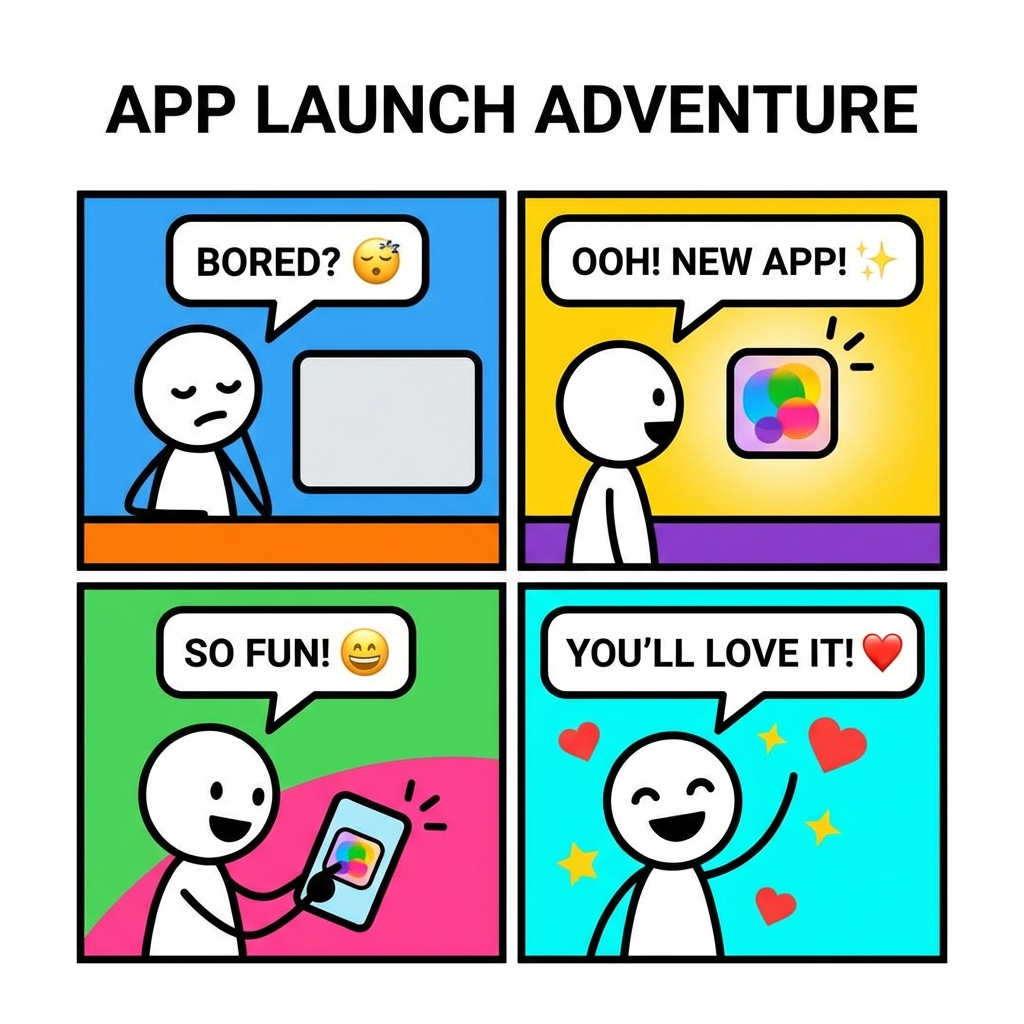 APP LAUNCH ADVENTURE
BORED? 😴
OOH! NEW APP! ✨
SO FUN! 😄
YOU’LL LOVE IT! ❤️